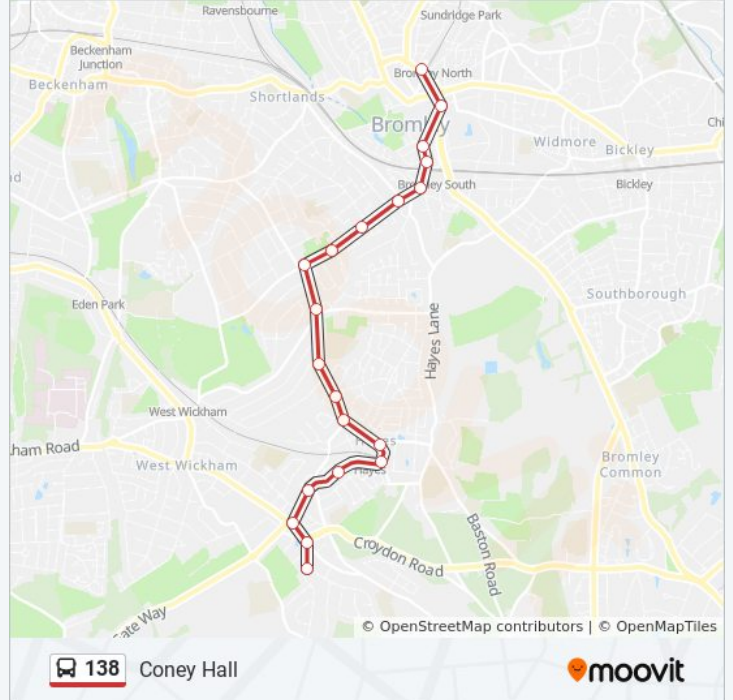 Ravensbourne
Sundridge Park
Beckenham
Junction
Bromley North
Beckenham
Shortlands
Chi
Bromley
Widmore
Bickley
d
Bromley South
Bickley
Eden Park
Southborough
Hayes Lane
West Wickham
Hayes
ham Road
West Wickham
Hayes
Bromley
Common
Croydon Road
Baston Road
ate Way
© OpenStreetMap contributors | © OpenMapTiles
138 Coney Hall
moovit